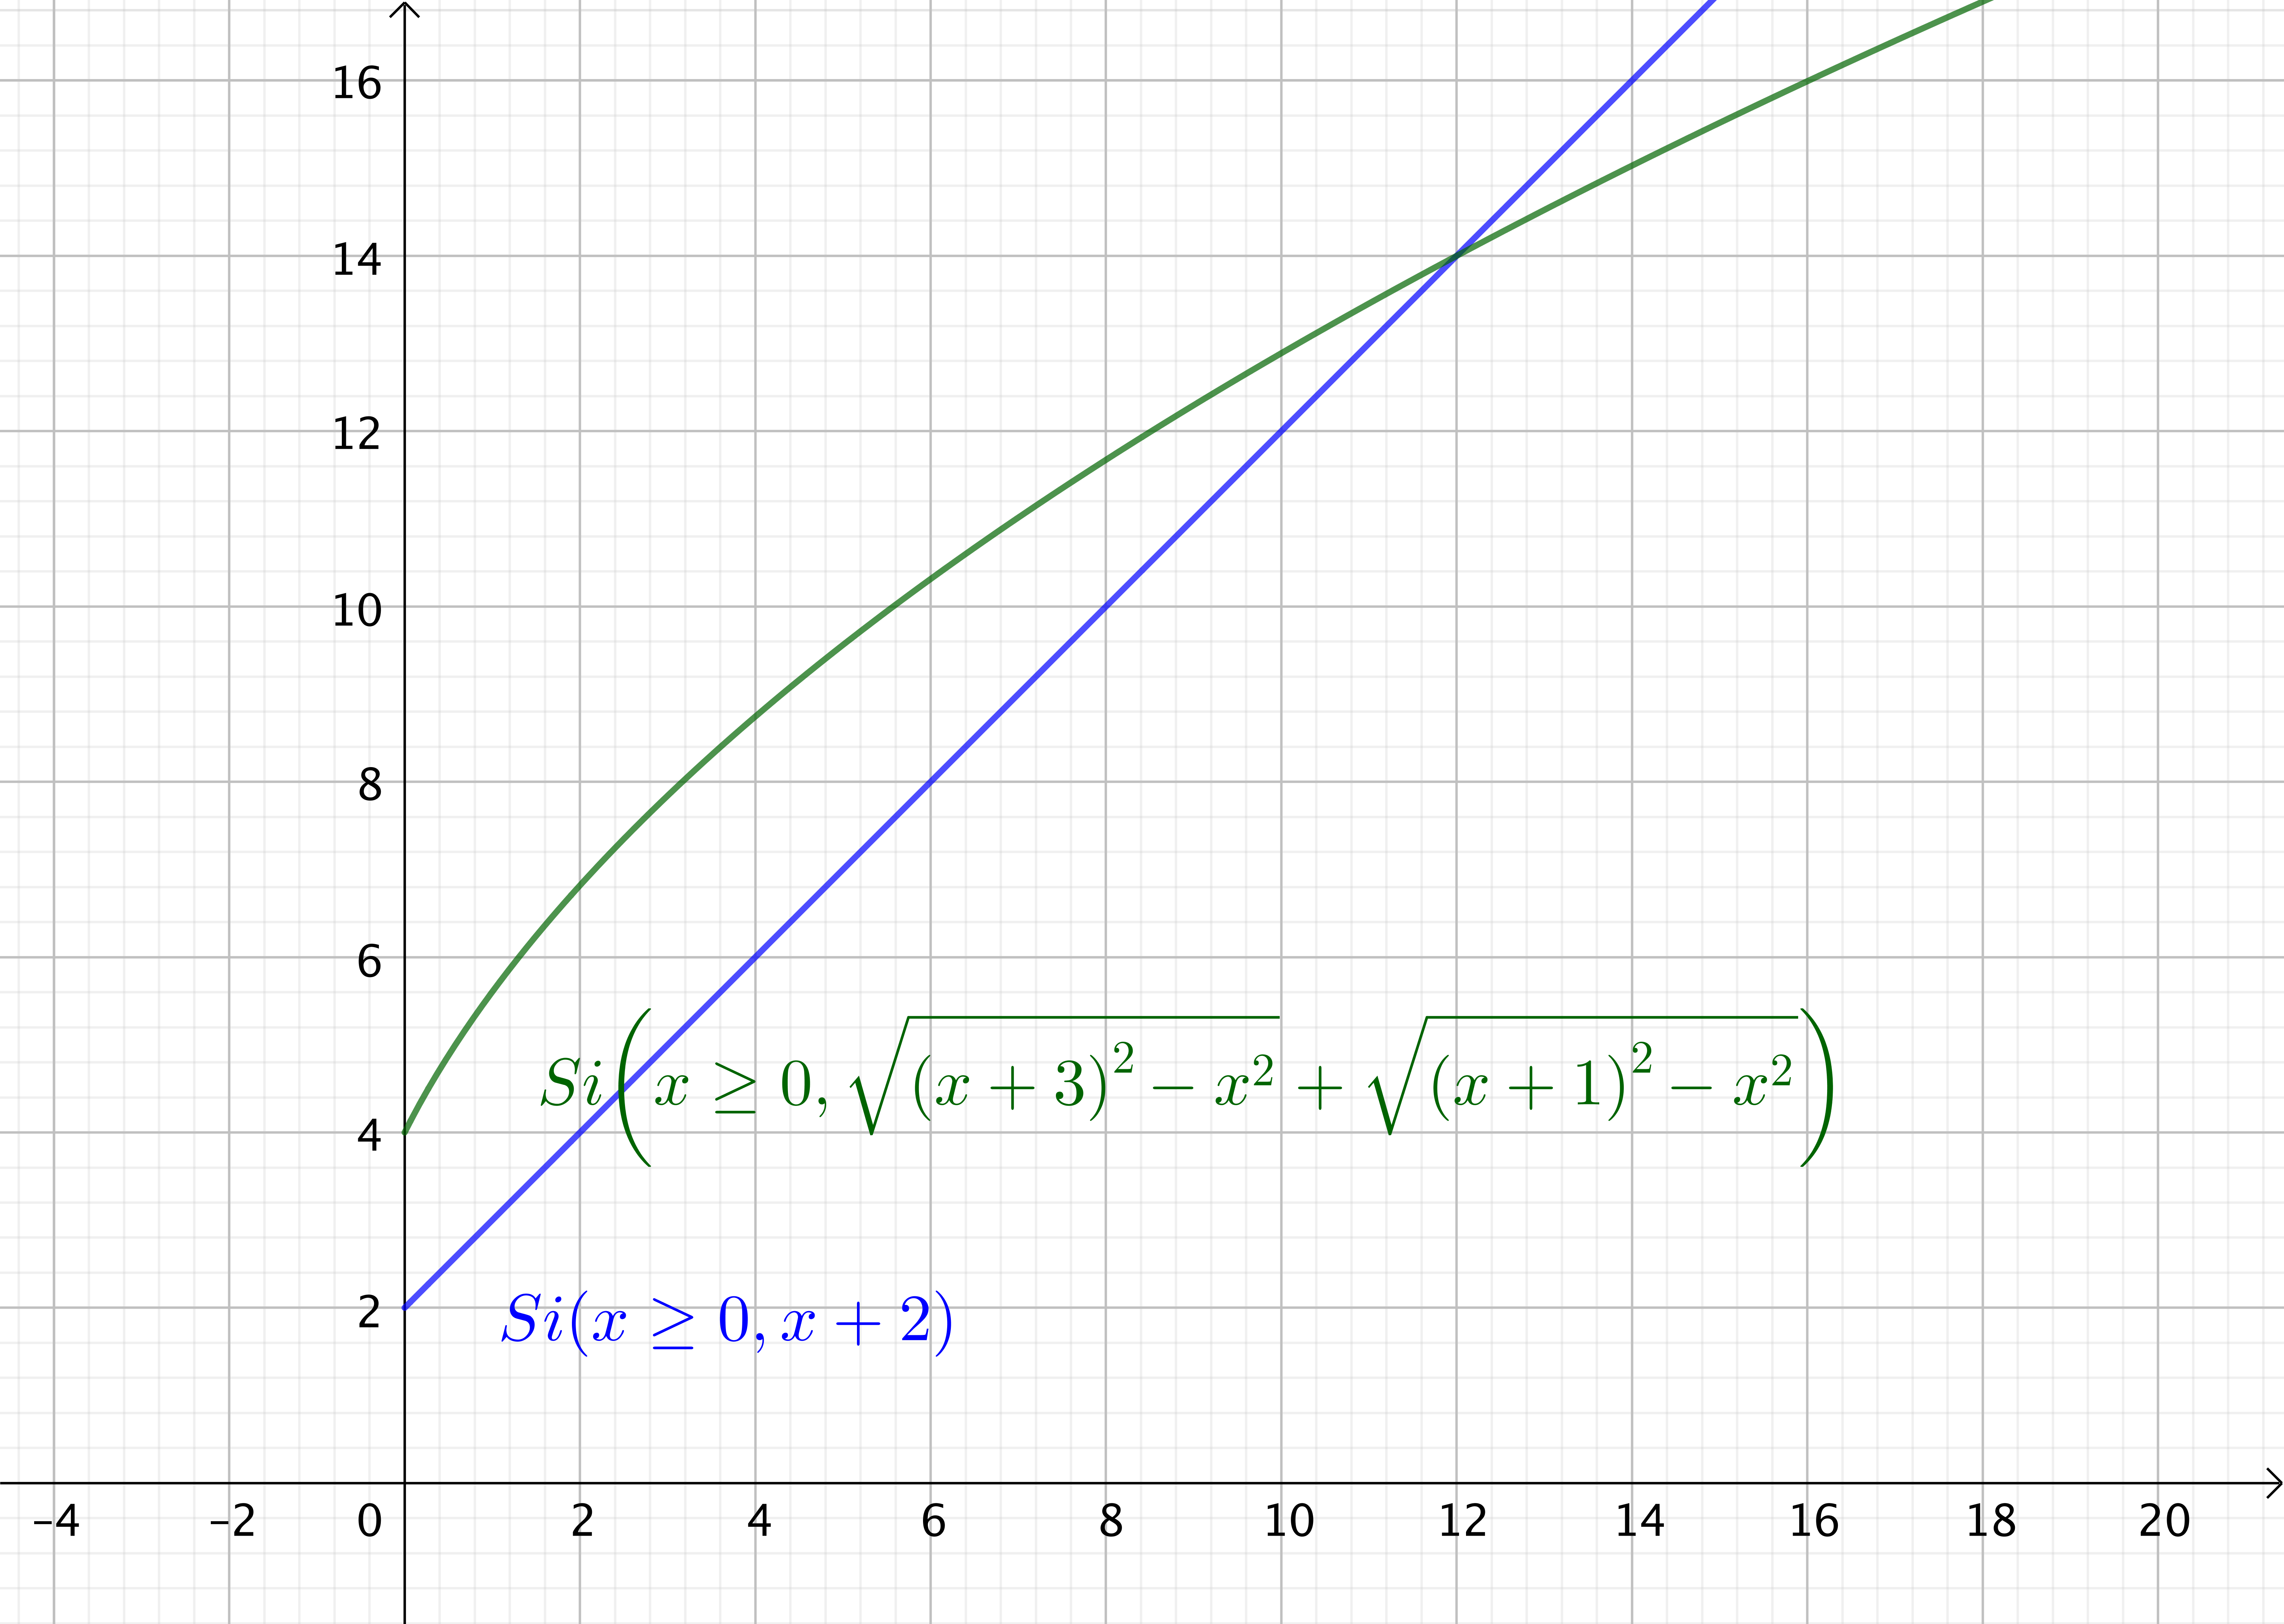 16
14
12
10
8
6
Si(x ≥ 0, √((x + 3)² − x²) + √((x + 1)² − x²))
4
2
Si(x ≥ 0, x + 2)
−4 −2 0 2 4 6 8 10 12 14 16 18 20